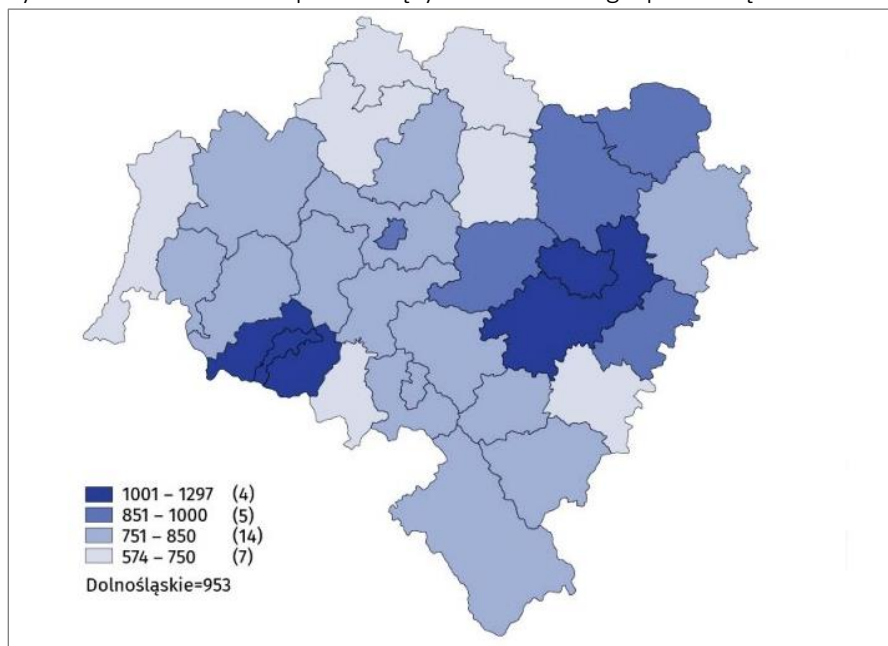 1001 – 1297 (4)
851 – 1000 (5)
751 – 850 (14)
574 – 750 (7)
Dolnośląskie=953